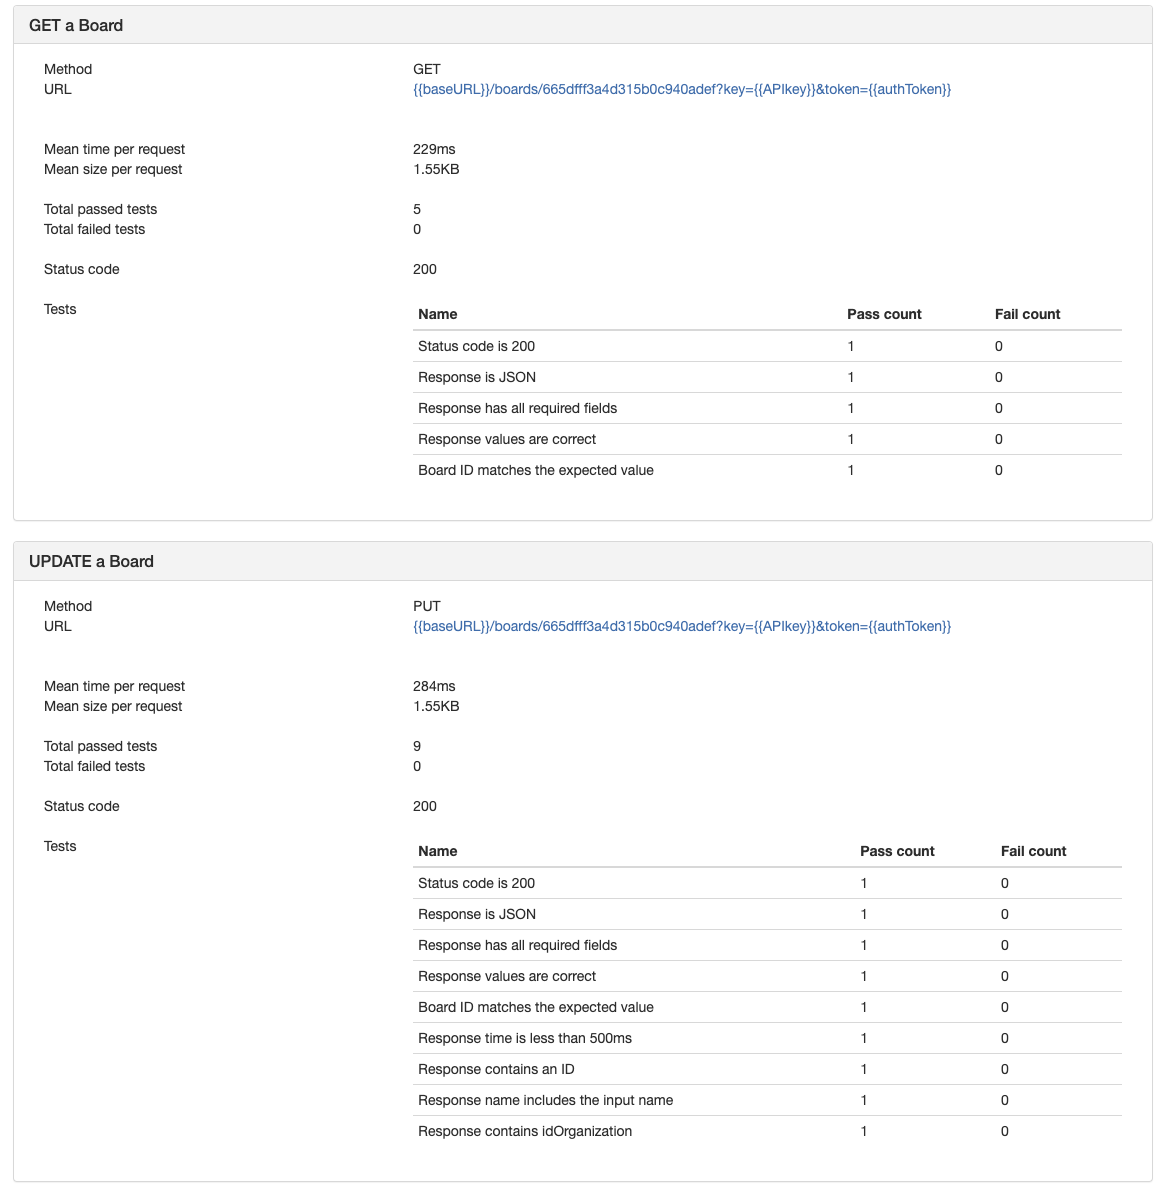 GET a Board
Method GET
URL {{baseURL}}/boards/665dfff3a4d315b0c940adef?key={{APIkey}}&token={{authToken}}
Mean time per request 229ms
Mean size per request 1.55KB
Total passed tests 5
Total failed tests 0
Status code 200
Tests
Name Pass count Fail count
Status code is 200 1 0
Response is JSON 1 0
Response has all required fields 1 0
Response values are correct 1 0
Board ID matches the expected value 1 0
UPDATE a Board
Method PUT
URL {{baseURL}}/boards/665dfff3a4d315b0c940adef?key={{APIkey}}&token={{authToken}}
Mean time per request 284ms
Mean size per request 1.55KB
Total passed tests 9
Total failed tests 0
Status code 200
Tests
Name Pass count Fail count
Status code is 200 1 0
Response is JSON 1 0
Response has all required fields 1 0
Response values are correct 1 0
Board ID matches the expected value 1 0
Response time is less than 500ms 1 0
Response contains an ID 1 0
Response name includes the input name 1 0
Response contains idOrganization 1 0